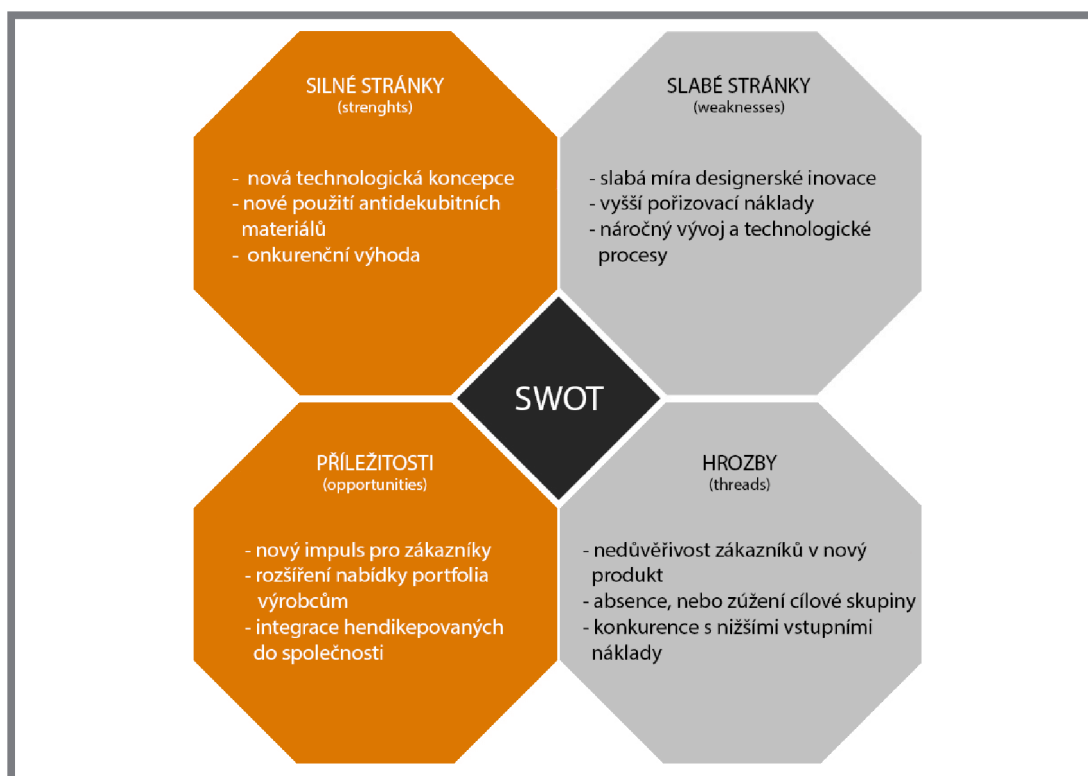 SILNÉ STRÁNKY
(strenghts)
- nová technologická koncepce
- nové použití antidekubitních
materiálů
- onkurenční výhoda
SLABÉ STRÁNKY
(weaknesses)
- slabá míra designerské inovace
- vyšší pořizovací náklady
- náročný vývoj a technologické
procesy
SWOT
PŘÍLEŽITOSTI
(opportunities)
- nový impuls pro zákazníky
- rozšíření nabídky portfolia
výrobcům
- integrace hendikepovaných
do společnosti
HROZBY
(threads)
- nedůvěřivost zákazníků v nový
produkt
- absence, nebo zúžení cílové skupiny
- konkurence s nižšími vstupními
náklady